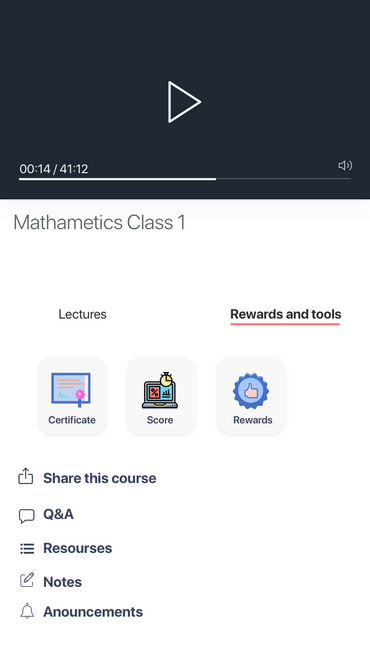 00:14 / 41:12
Mathametics Class 1
Lectures
Rewards and tools
Certificate
Score
Rewards
Share this course
Q&A
Resourses
Notes
Anouncements